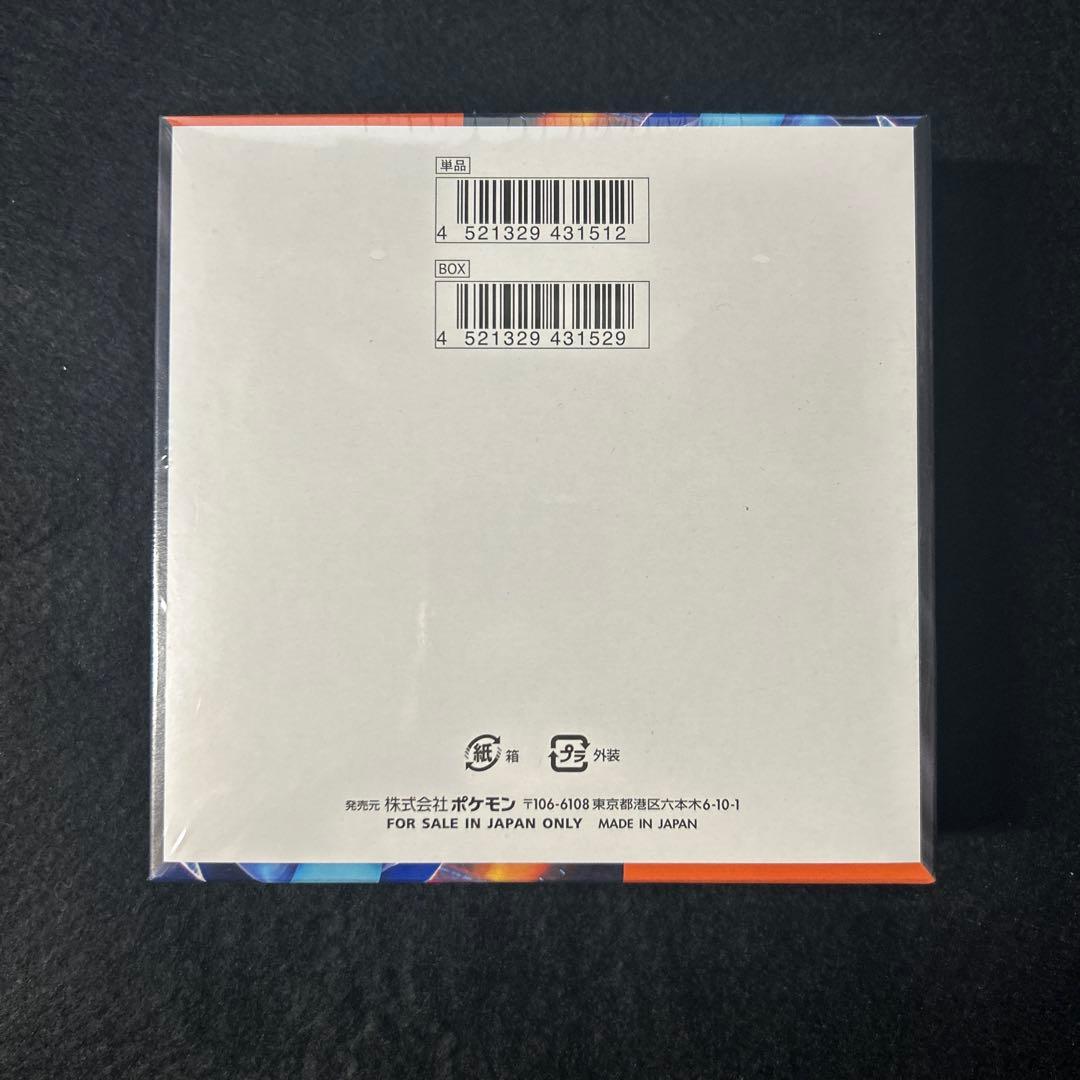 単品
4 521329 431512
BOX
4 521329 431529
紙 箱 プラ 外装
発売元 株式会社 ポケモン 〒106-6108 東京都港区六本木6-10-1
FOR SALE IN JAPAN ONLY MADE IN JAPAN